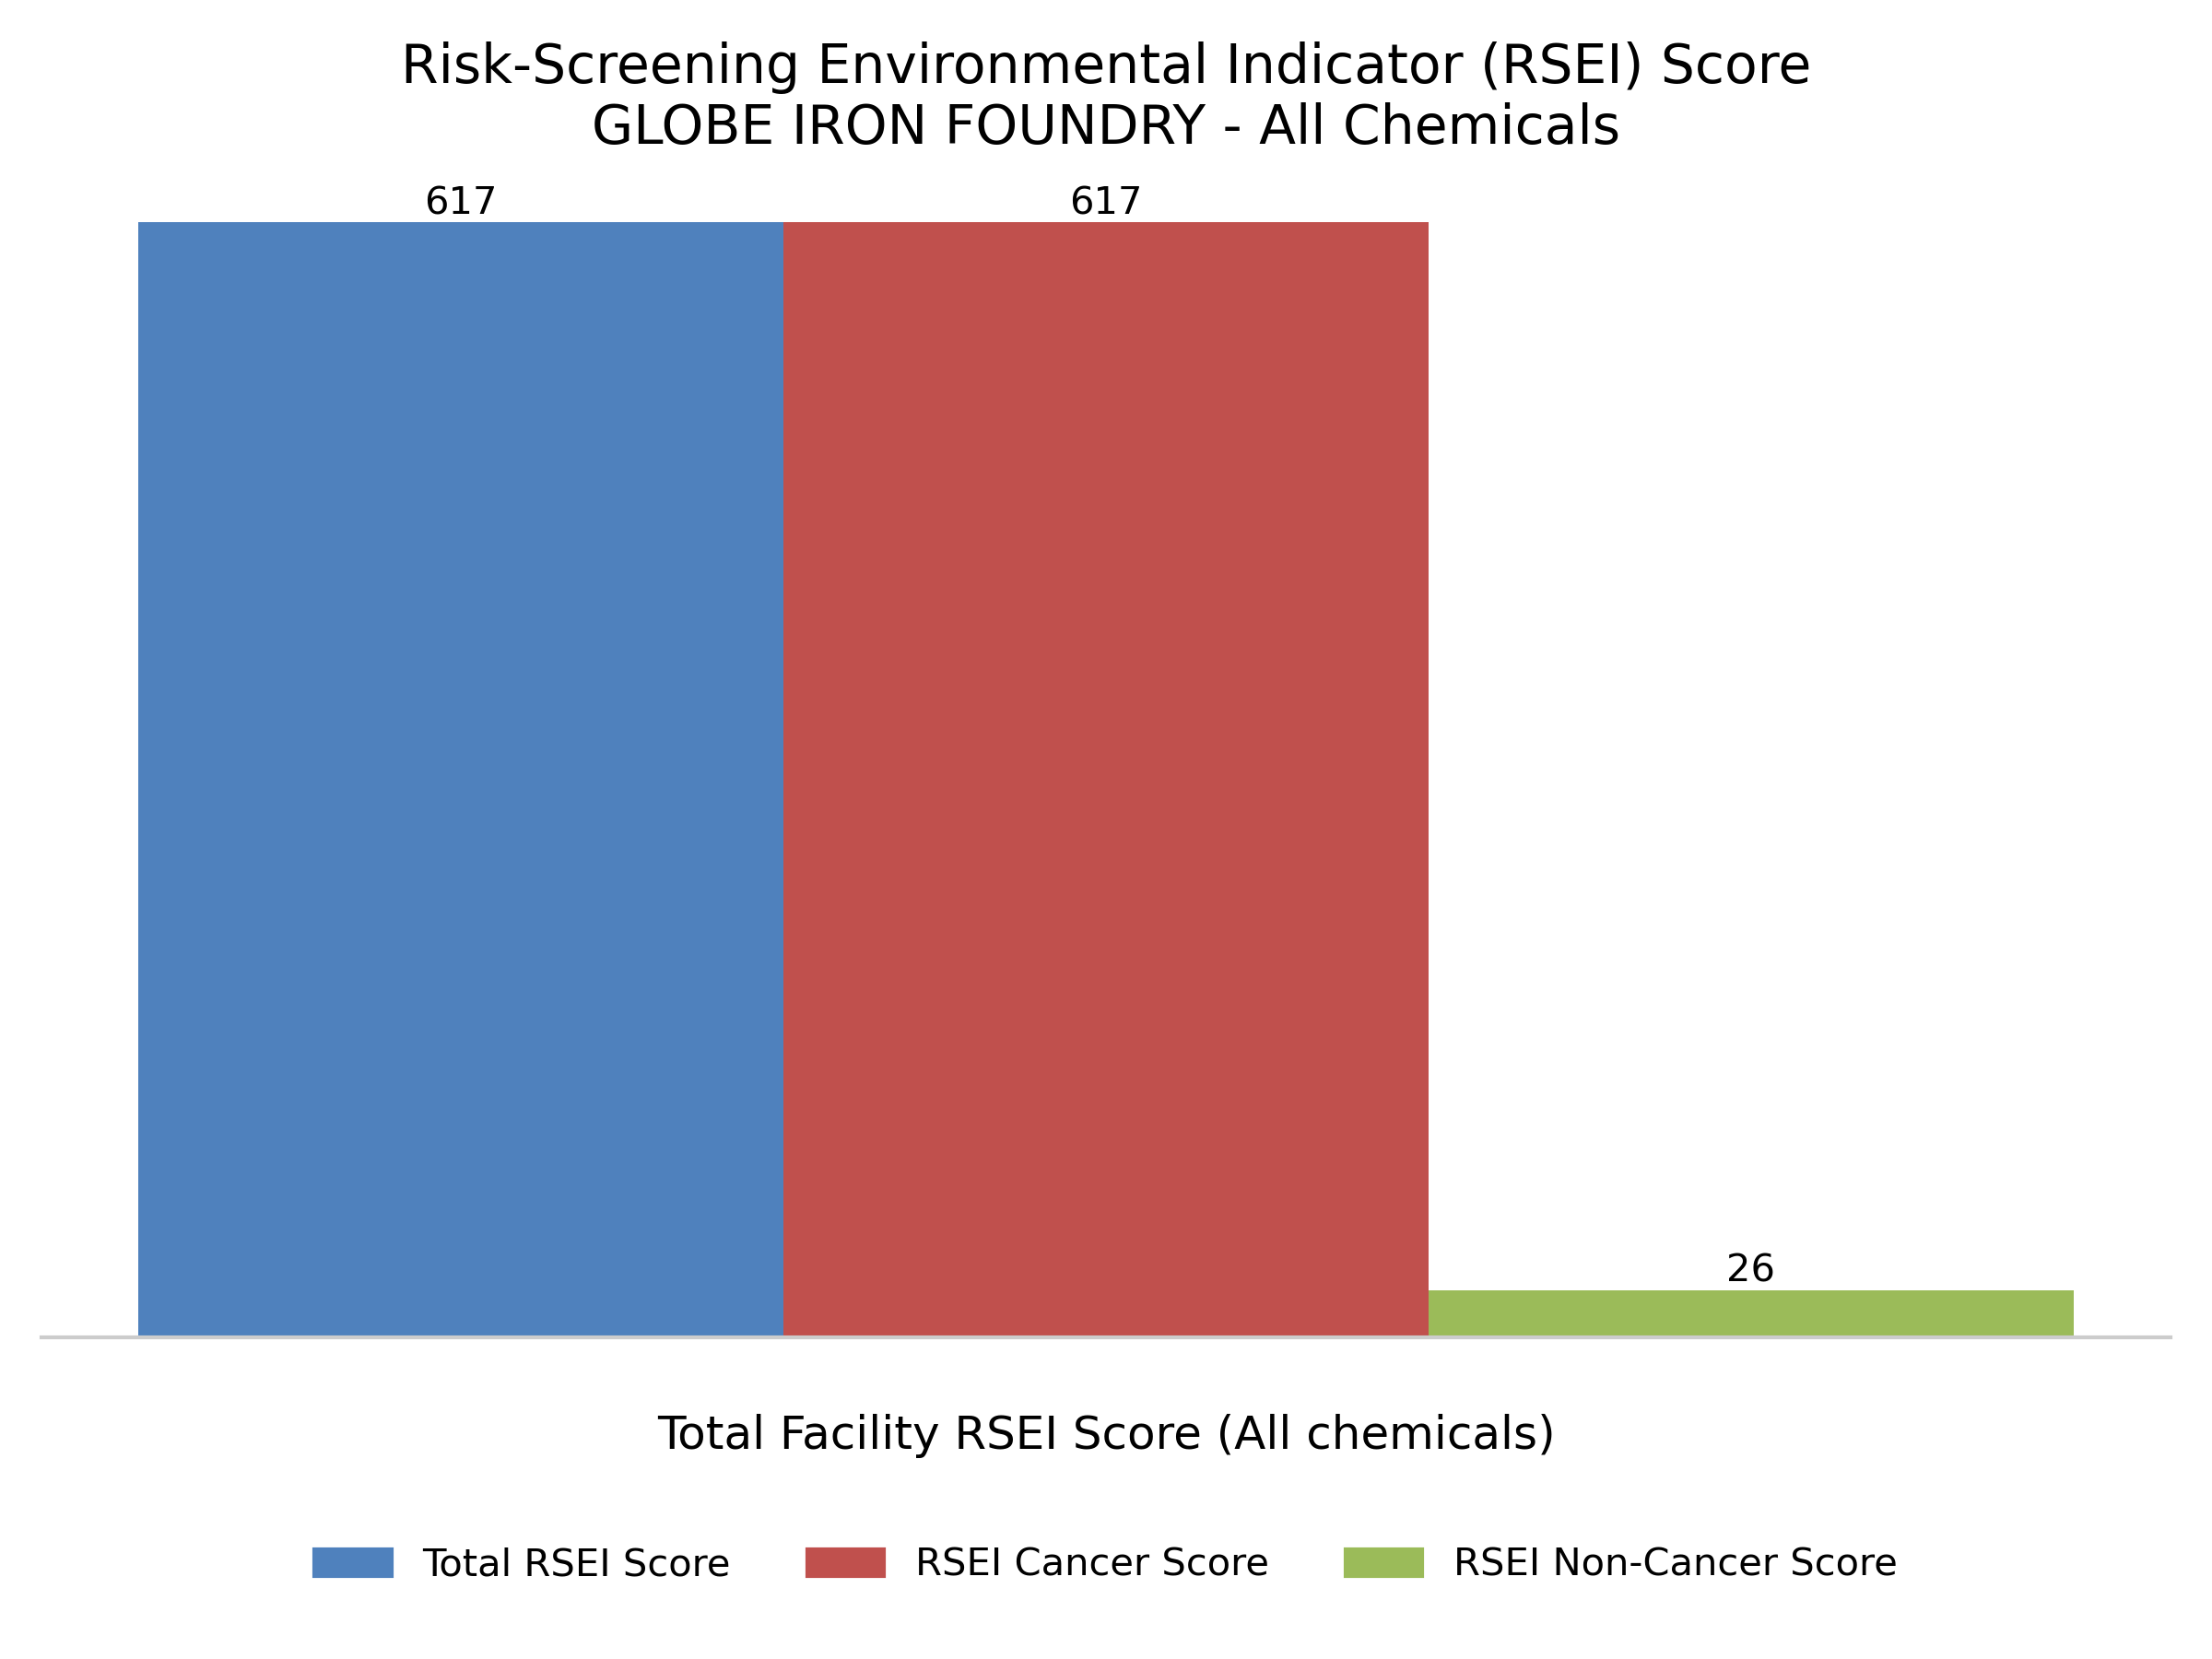 Risk-Screening Environmental Indicator (RSEI) Score
GLOBE IRON FOUNDRY - All Chemicals
617
617
26
Total Facility RSEI Score (All chemicals)
Total RSEI Score
RSEI Cancer Score
RSEI Non-Cancer Score